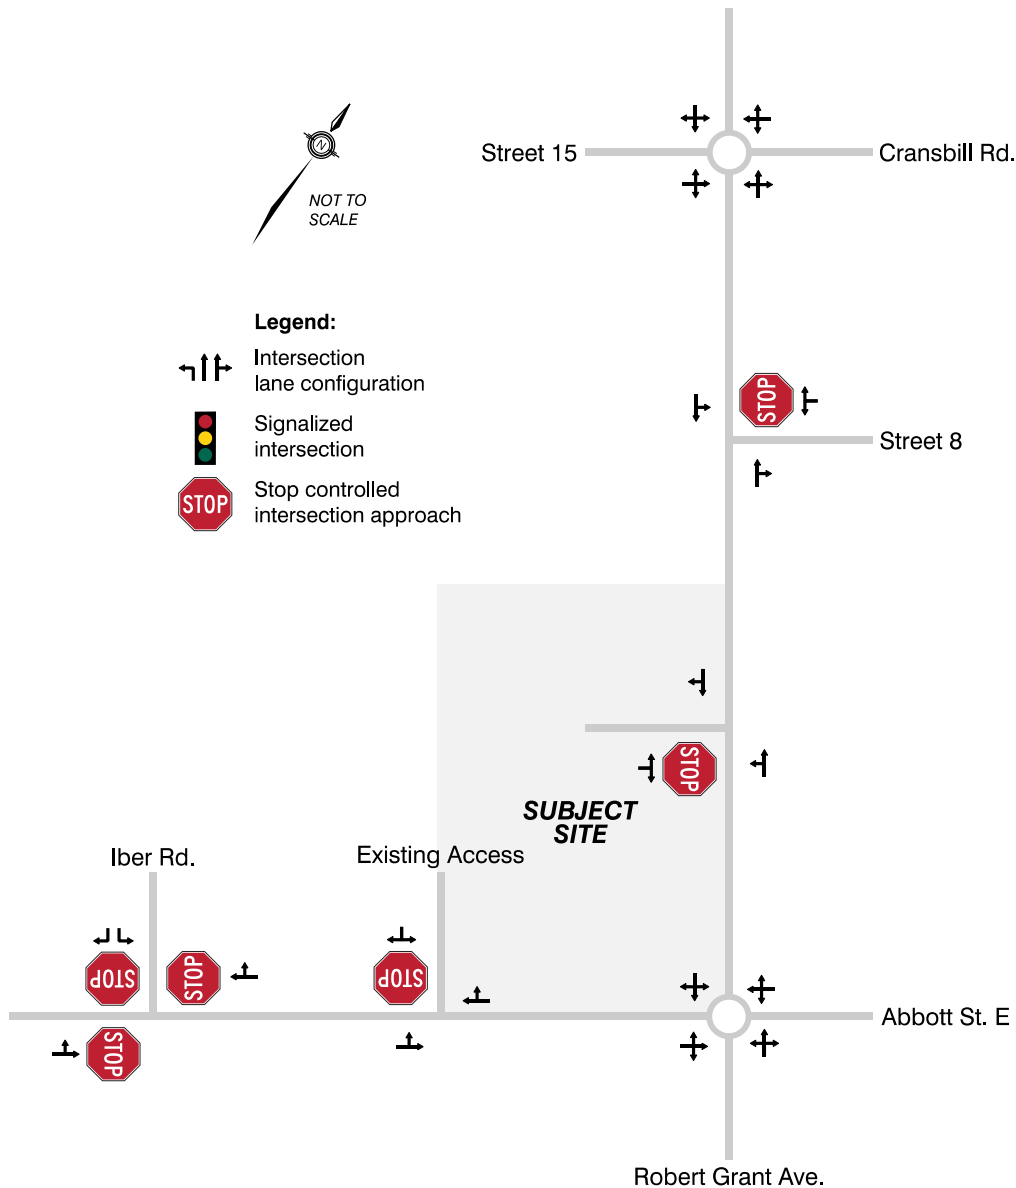 Street 15
Cransbill Rd.
N
NOT TO
SCALE
Legend:
Intersection
lane configuration
Signalized
intersection
STOP
Stop controlled
intersection approach
STOP
Street 8
STOP
SUBJECT
SITE
Iber Rd.
Existing Access
STOP
STOP
STOP
STOP
Abbott St. E
Robert Grant Ave.